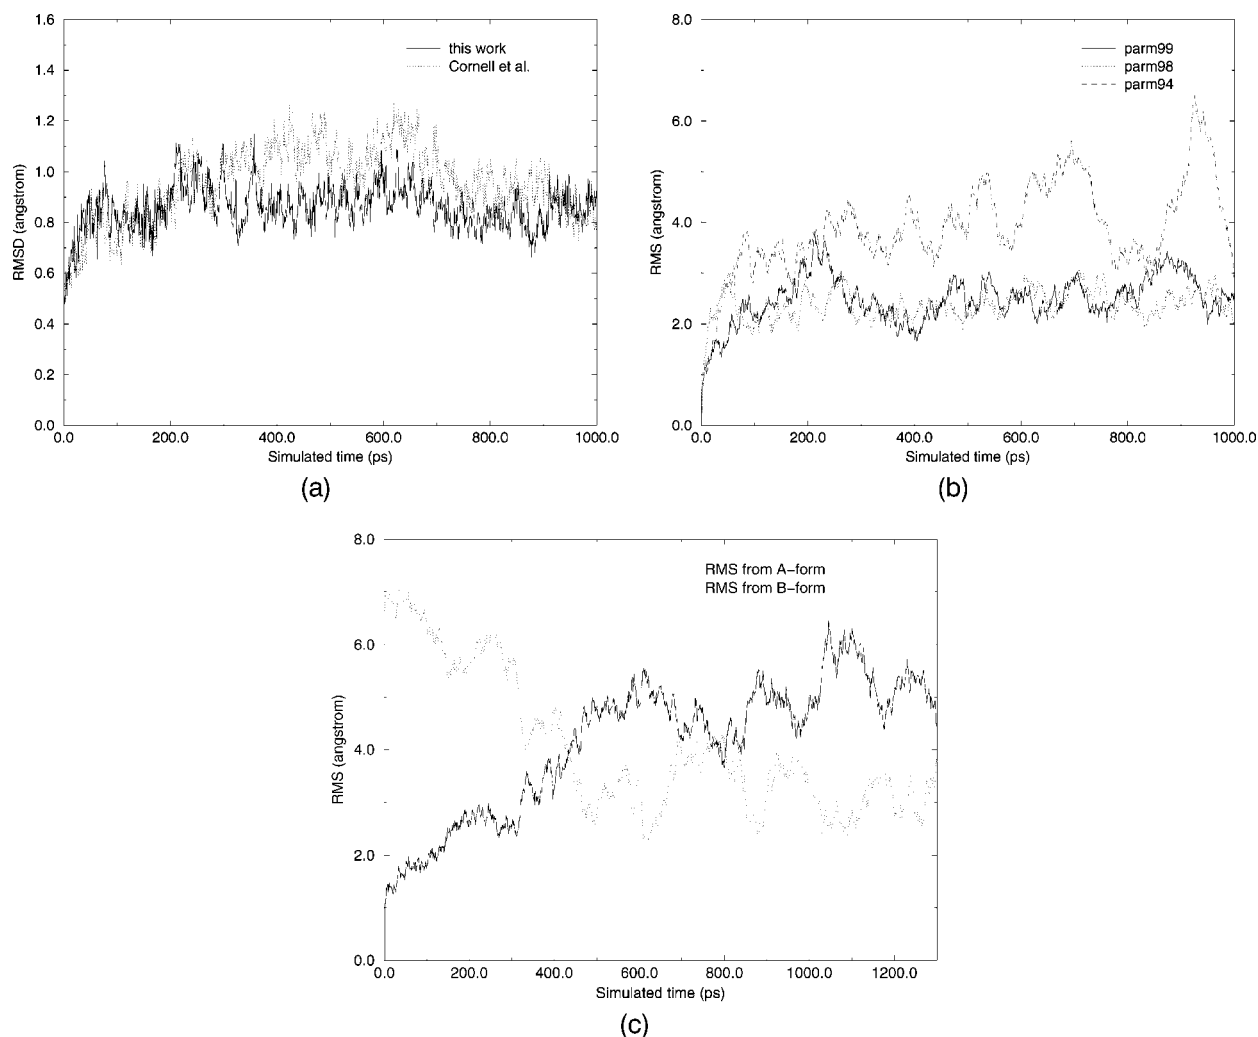 1.6
1.4
1.2
1.0
0.8
0.6
0.4
0.2
0.0
RMSD (angstrom)
this work
Cornell et al.
0.0 200.0 400.0 600.0 800.0 1000.0
Simulated time (ps)
(a)
8.0
6.0
4.0
2.0
0.0
RMS (angstrom)
parm99
parm98
parm94
0.0 200.0 400.0 600.0 800.0 1000.0
Simulated time (ps)
(b)
8.0
6.0
4.0
2.0
0.0
RMS (angstrom)
RMS from A-form
RMS from B-form
0.0 200.0 400.0 600.0 800.0 1000.0 1200.0
Simulated time (ps)
(c)